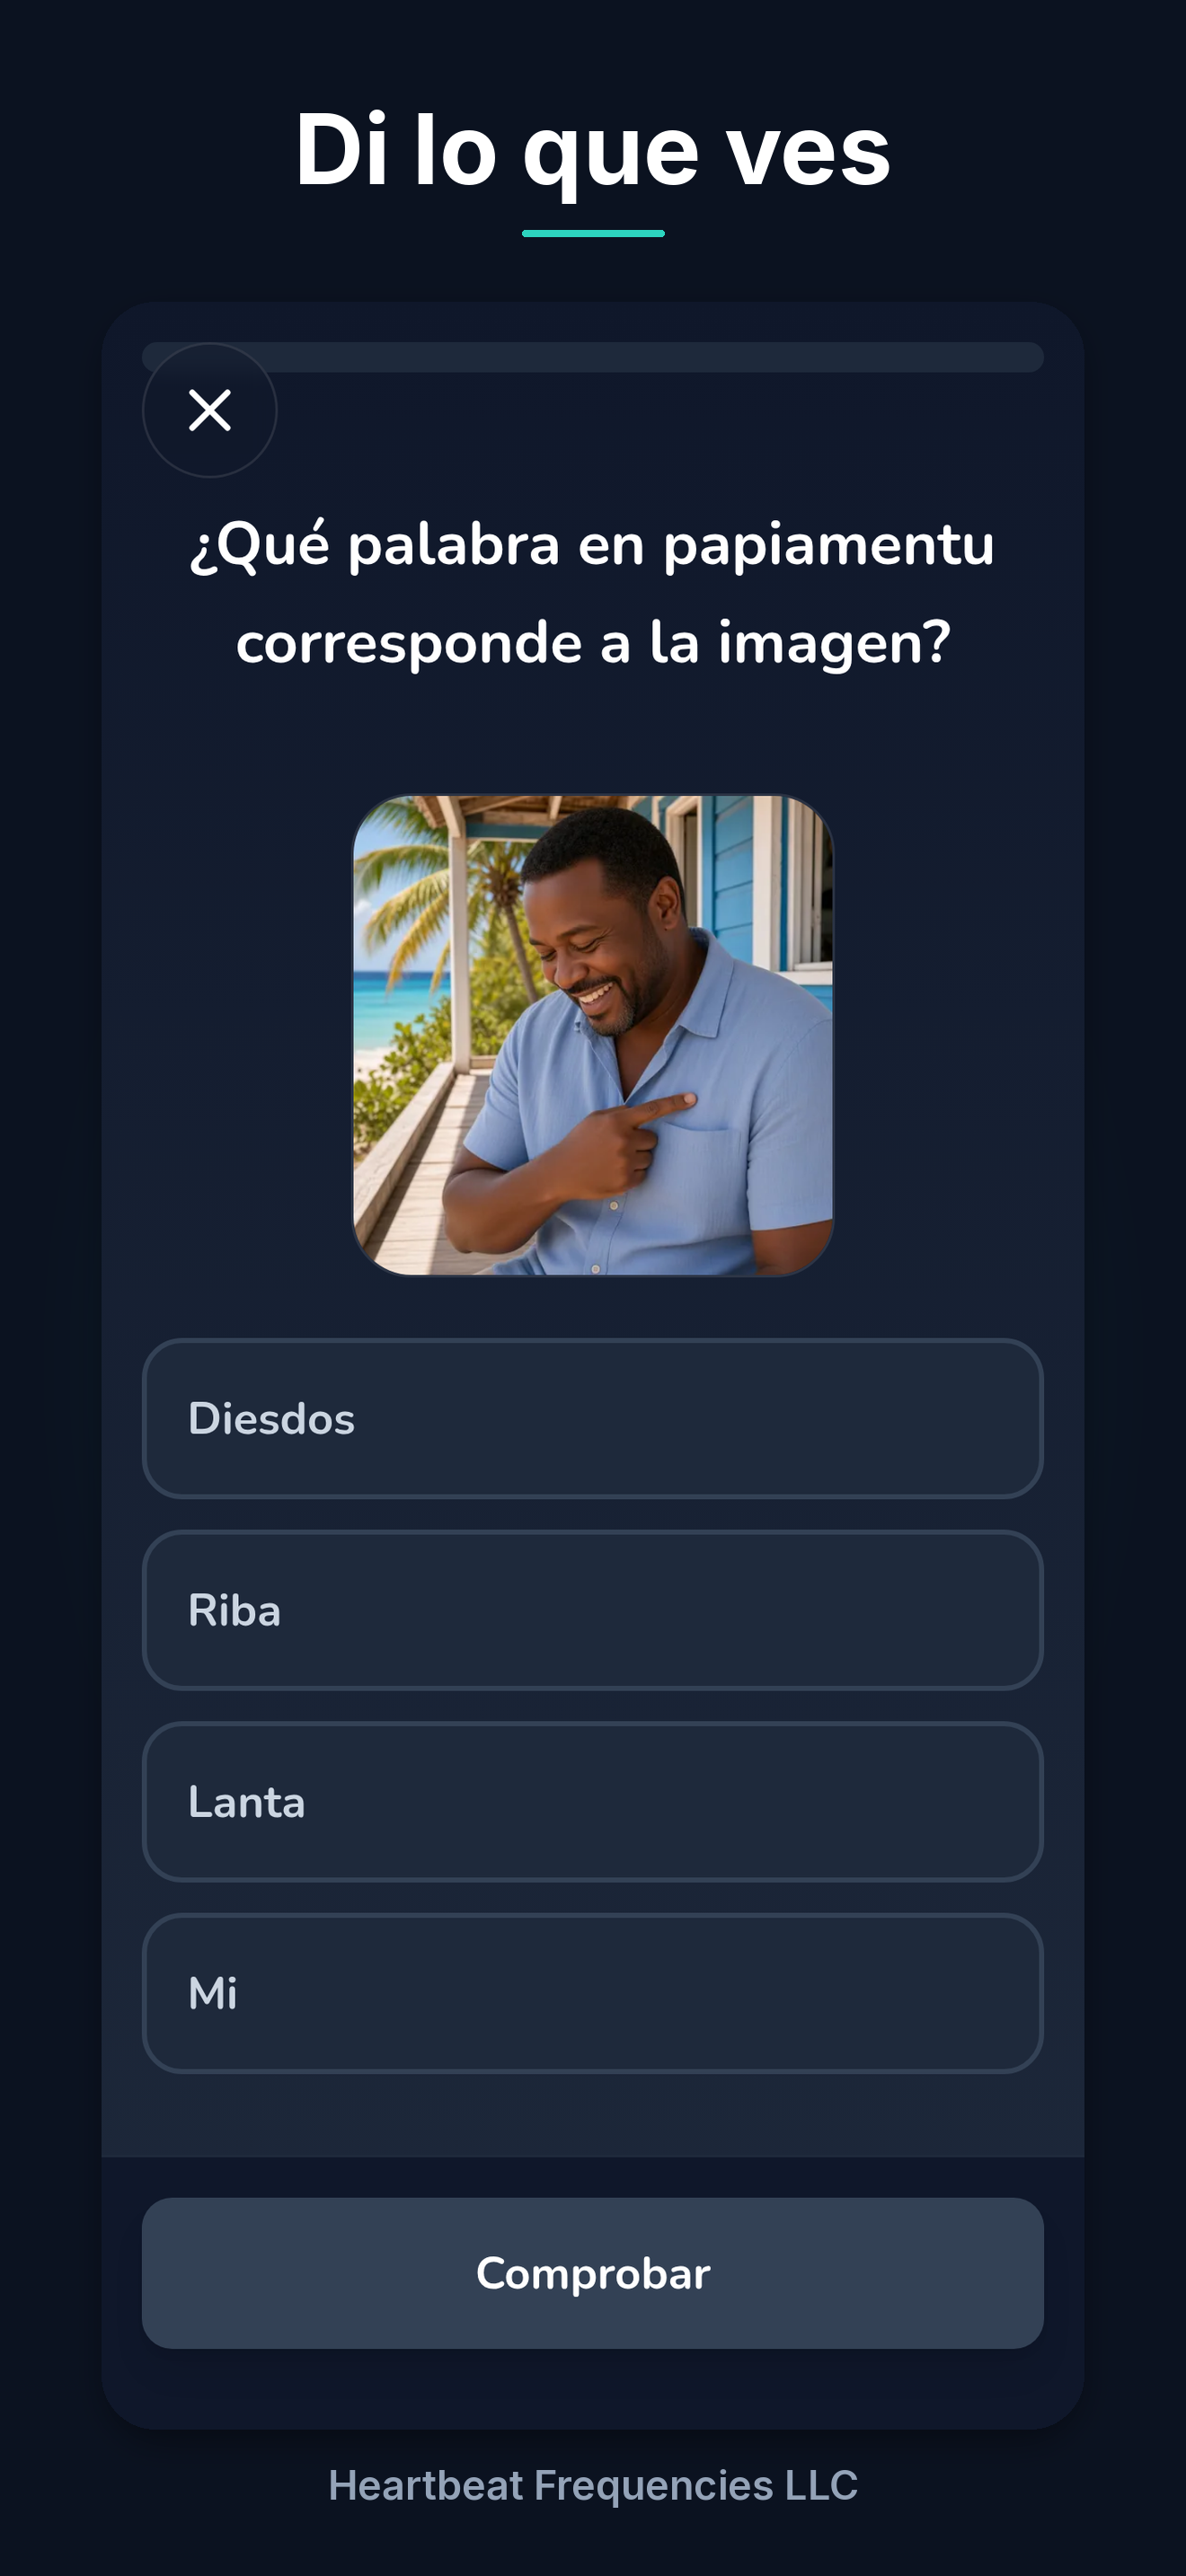 Di lo que ves
¿Qué palabra en papiamentu
corresponde a la imagen?
Diesdos
Riba
Lanta
Mi
Comprobar
Heartbeat Frequencies LLC